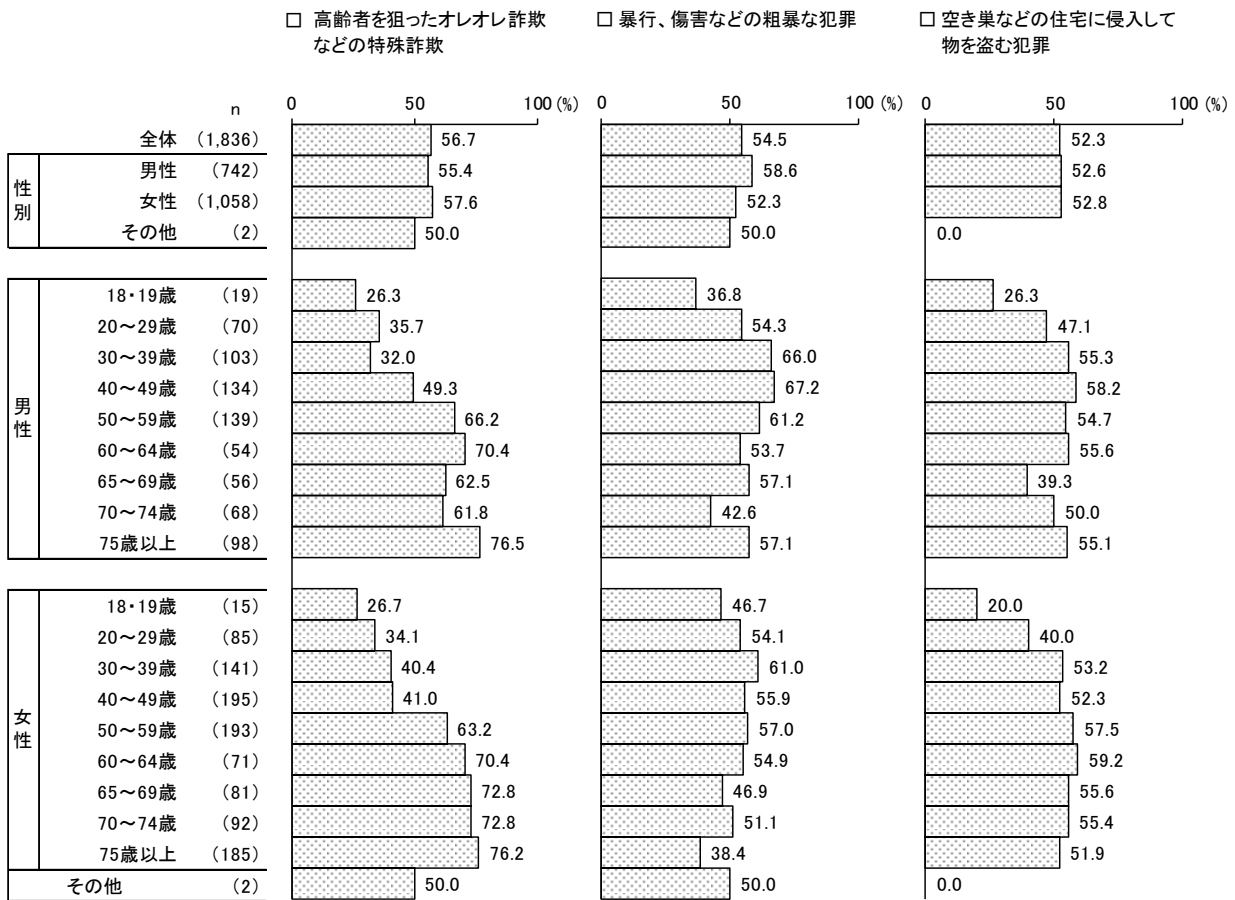 □ 高齢者を狙ったオレオレ詐欺などの特殊詐欺
□ 暴行、傷害などの粗暴な犯罪
□ 空き巣などの住宅に侵入して物を盗む犯罪
n 0 50 100 (%) 0 50 100 (%) 0 50 100 (%)
全体 (1,836) 56.7 54.5 52.3
性別
男性 (742) 55.4 58.6 52.6
女性 (1,058) 57.6 52.3 52.8
その他 (2) 50.0 50.0 0.0
男性
18・19歳 (19) 26.3 36.8 26.3
20～29歳 (70) 35.7 54.3 47.1
30～39歳 (103) 32.0 66.0 55.3
40～49歳 (134) 49.3 67.2 58.2
50～59歳 (139) 66.2 61.2 54.7
60～64歳 (54) 70.4 53.7 55.6
65～69歳 (56) 62.5 57.1 39.3
70～74歳 (68) 61.8 42.6 50.0
75歳以上 (98) 76.5 57.1 55.1
女性
18・19歳 (15) 26.7 46.7 20.0
20～29歳 (85) 34.1 54.1 40.0
30～39歳 (141) 40.4 61.0 53.2
40～49歳 (195) 41.0 55.9 52.3
50～59歳 (193) 63.2 57.0 57.5
60～64歳 (71) 70.4 54.9 59.2
65～69歳 (81) 72.8 46.9 55.6
70～74歳 (92) 72.8 51.1 55.4
75歳以上 (185) 76.2 38.4 51.9
その他 (2) 50.0 50.0 0.0